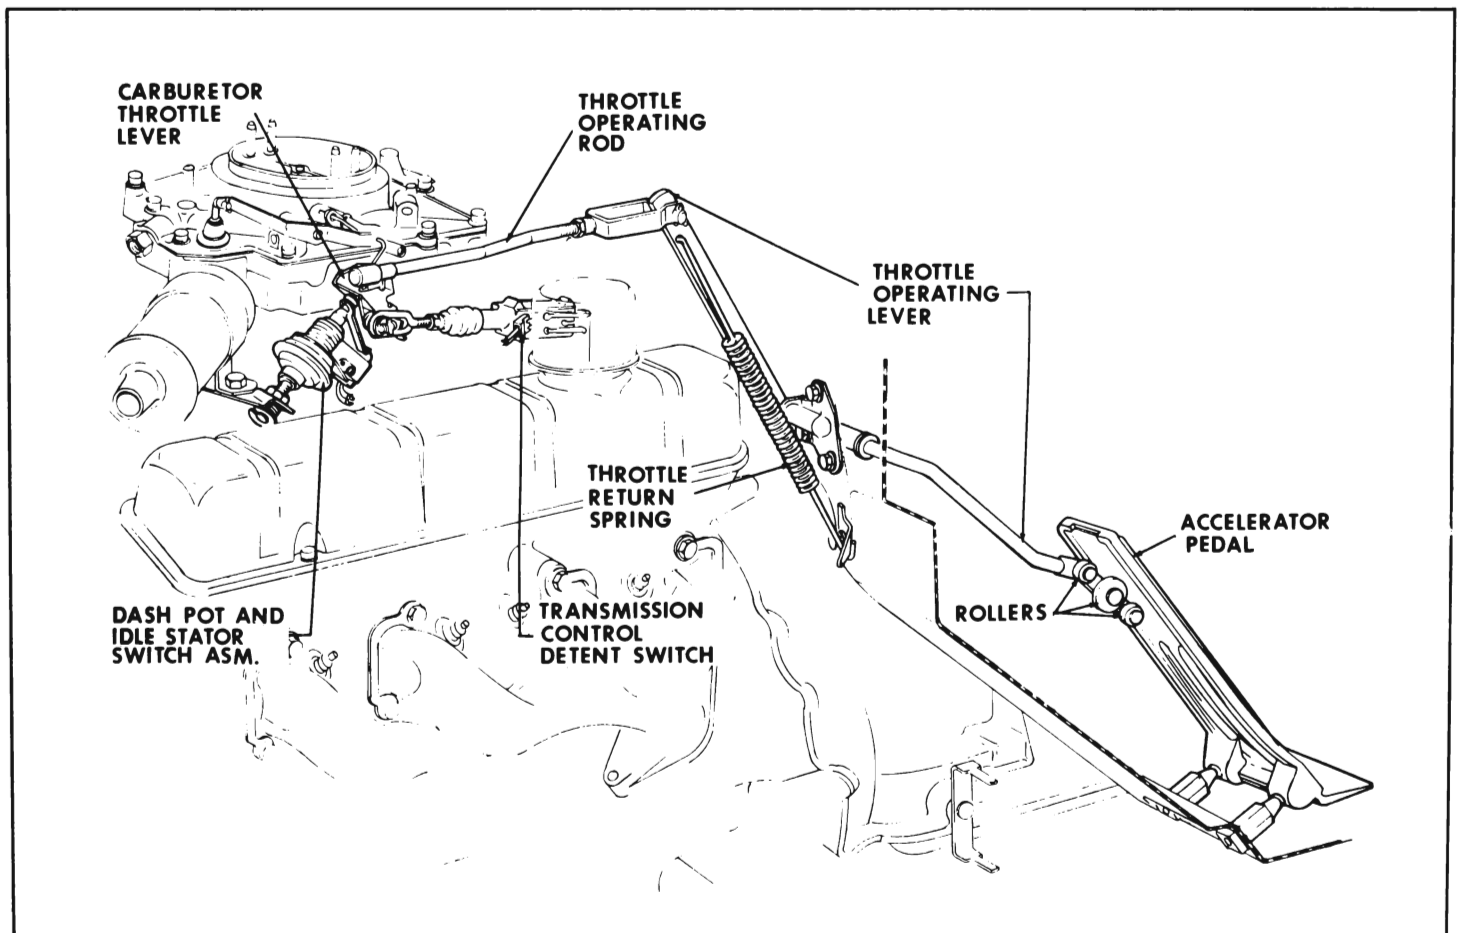 CARBURETOR
THROTTLE
LEVER
THROTTLE
OPERATING
ROD
THROTTLE
OPERATING
LEVER
THROTTLE
RETURN
SPRING
ACCELERATOR
PEDAL
ROLLERS
DASH POT AND
IDLE STATOR
SWITCH ASM.
TRANSMISSION
CONTROL
DETENT SWITCH